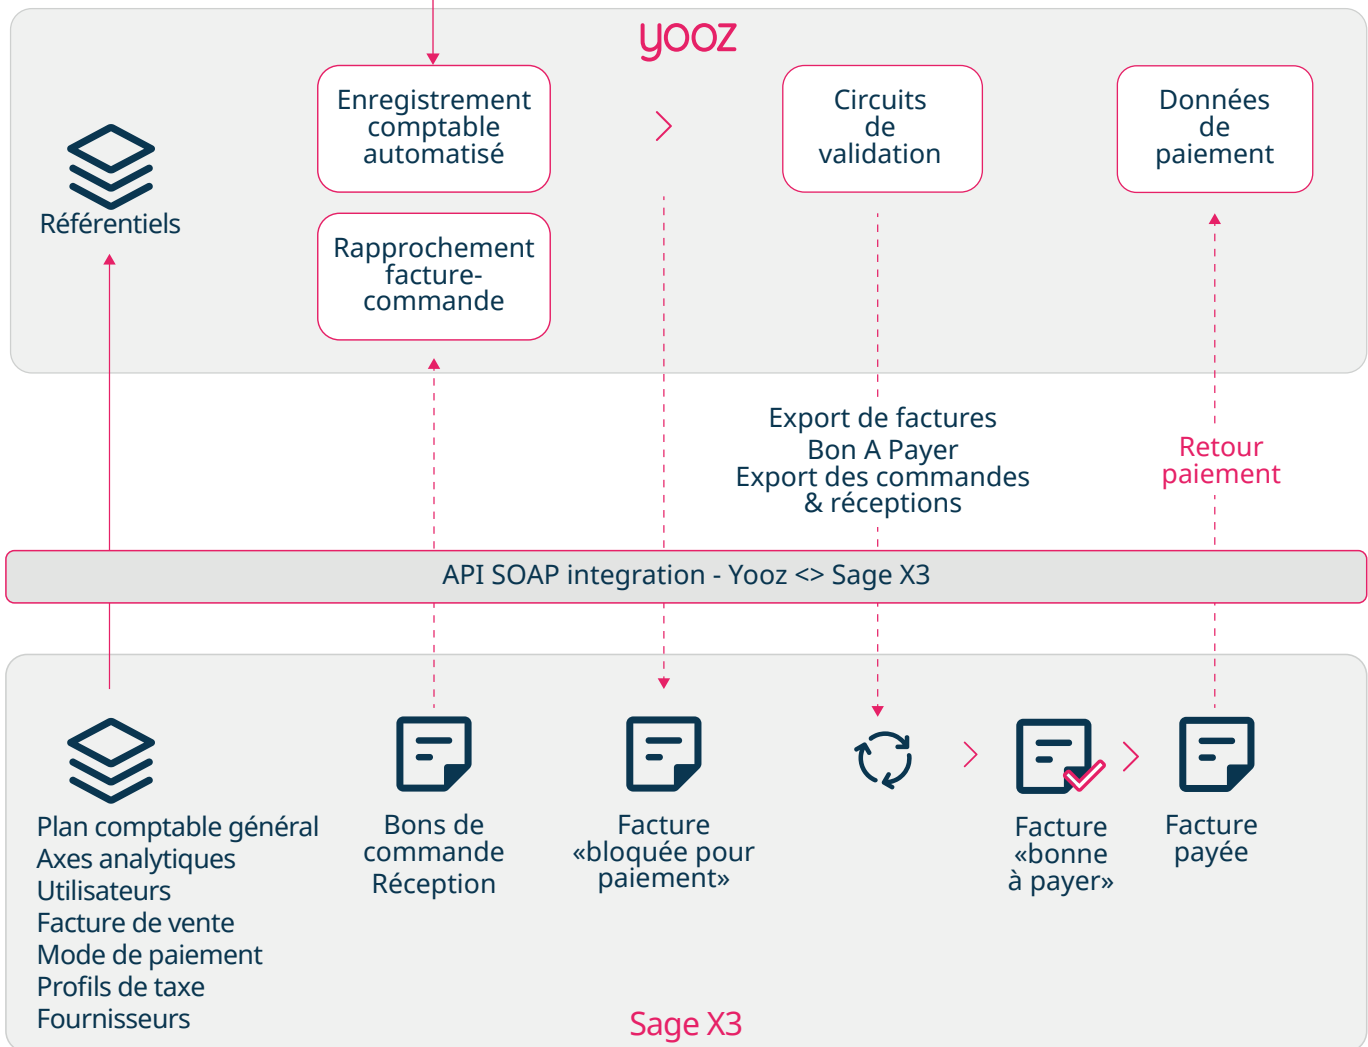 yooz
Enregistrement
comptable
automatisé
Circuits
de
validation
Données
de
paiement
Référentiels
Rapprochement
facture-
commande
Export de factures
Bon A Payer
Export des commandes
& réceptions
Retour
paiement
API SOAP integration - Yooz <> Sage X3
Plan comptable général
Axes analytiques
Utilisateurs
Facture de vente
Mode de paiement
Profils de taxe
Fournisseurs
Bons de
commande
Réception
Facture
«bloquée pour
paiement»
Facture
«bonne
à payer»
Facture
payée
Sage X3